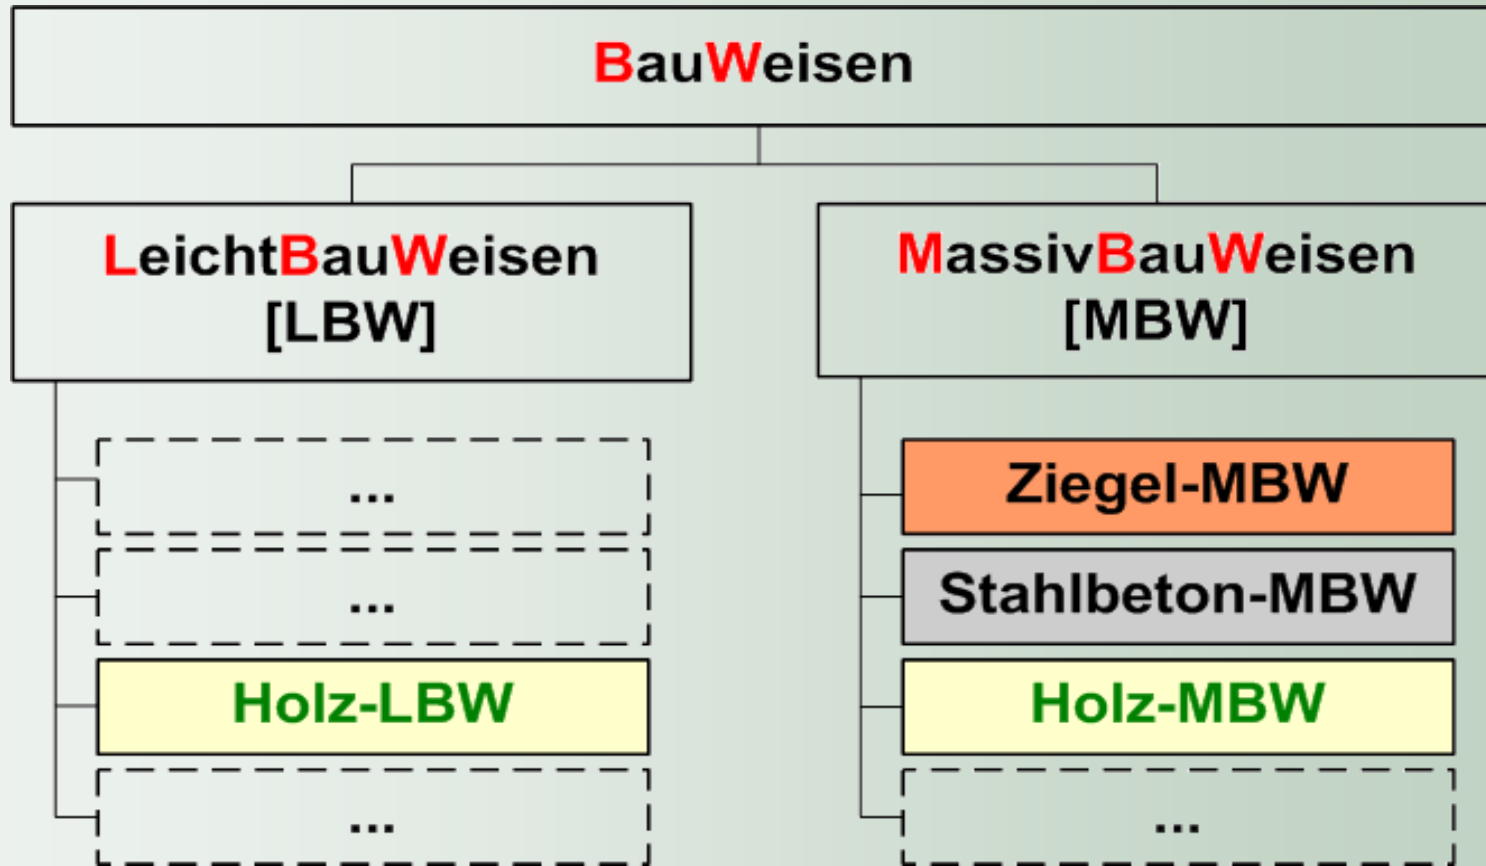 BauWeisen
LeichtBauWeisen
[LBW]
MassivBauWeisen
[MBW]
...
...
Holz-LBW
...
Ziegel-MBW
Stahlbeton-MBW
Holz-MBW
...